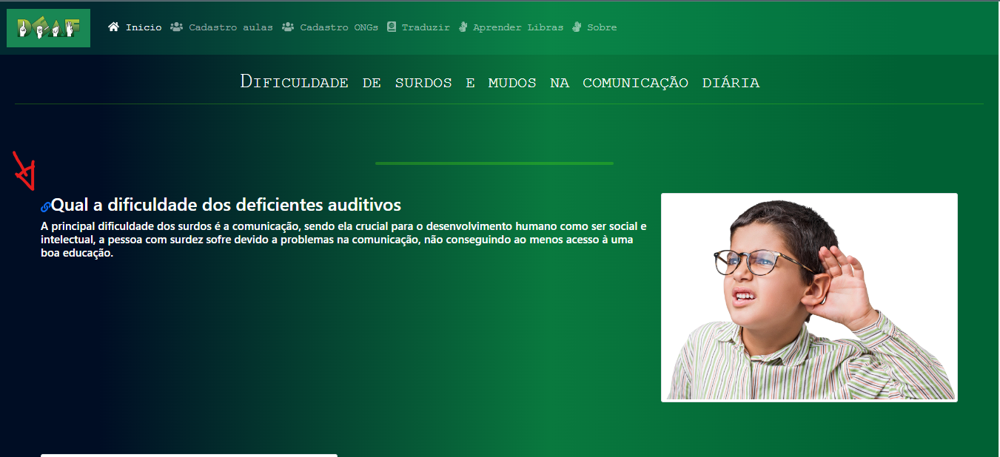 DEAF
Inicio Cadastro aulas Cadastro ONGs Traduzir Aprender Libras Sobre
Dificuldade de surdos e mudos na comunicação diária
Qual a dificuldade dos deficientes auditivos
A principal dificuldade dos surdos é a comunicação, sendo ela crucial para o desenvolvimento humano como ser social e
intelectual, a pessoa com surdez sofre devido a problemas na comunicação, não conseguindo ao menos acesso à uma
boa educação.